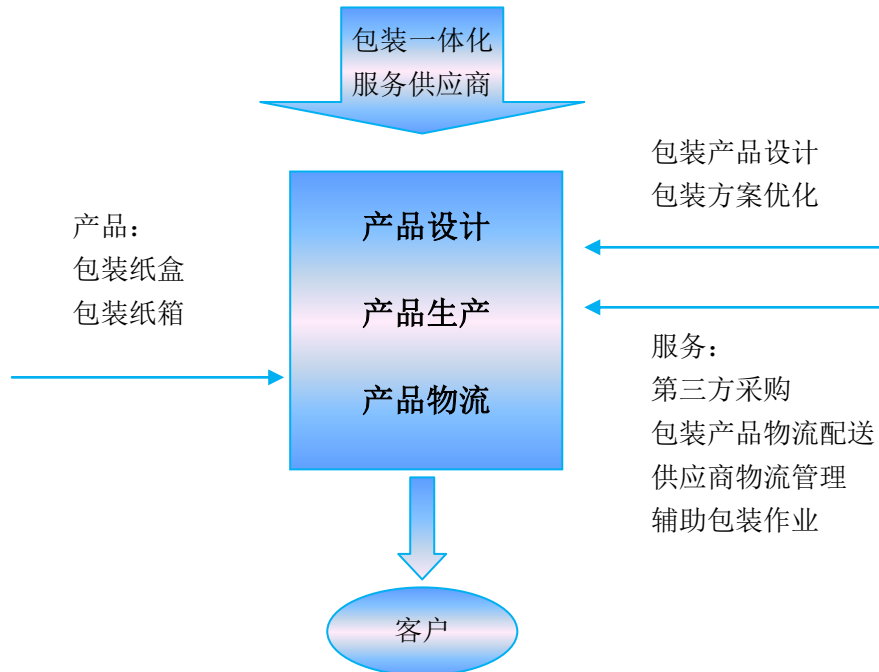 包装一体化
服务供应商
包装产品设计
包装方案优化
产品：
包装纸盒
包装纸箱
产品设计
产品生产
产品物流
服务：
第三方采购
包装产品物流配送
供应商物流管理
辅助包装作业
客户